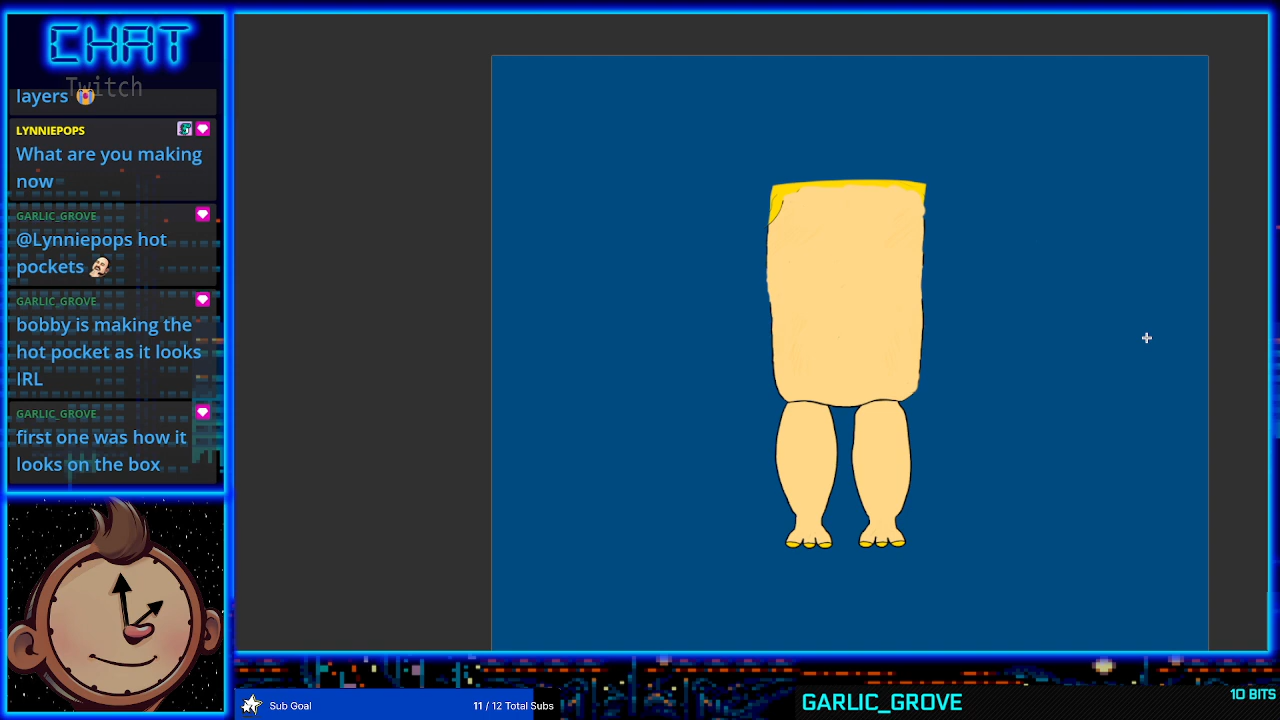 CHAT
Twitch
layers
LYNNIEPOPS
What are you making
now
GARLIC_GROVE
@Lynniepops hot
pockets
GARLIC_GROVE
bobby is making the
hot pocket as it looks
IRL
GARLIC_GROVE
first one was how it
looks on the box
Sub Goal
11 / 12 Total Subs
GARLIC_GROVE
10 BITS